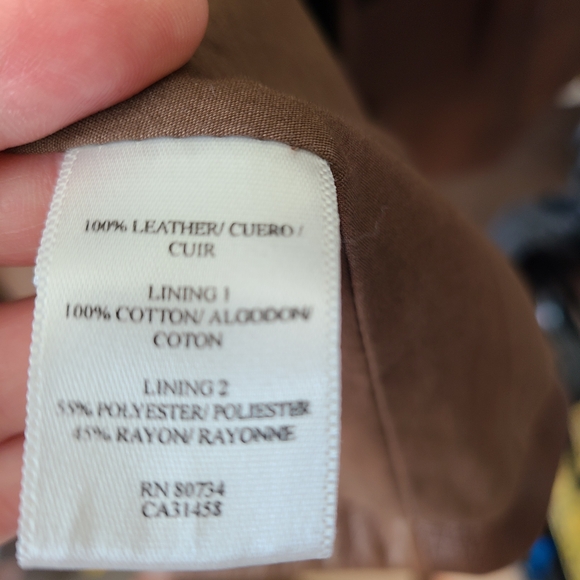 100% LEATHER/ CUERO/
CUIR
LINING 1
100% COTTON/ ALGODON/
COTON
LINING 2
55% POLYESTER/ POLIESTER
45% RAYON/ RAYONNE
RN 80734
CA31458